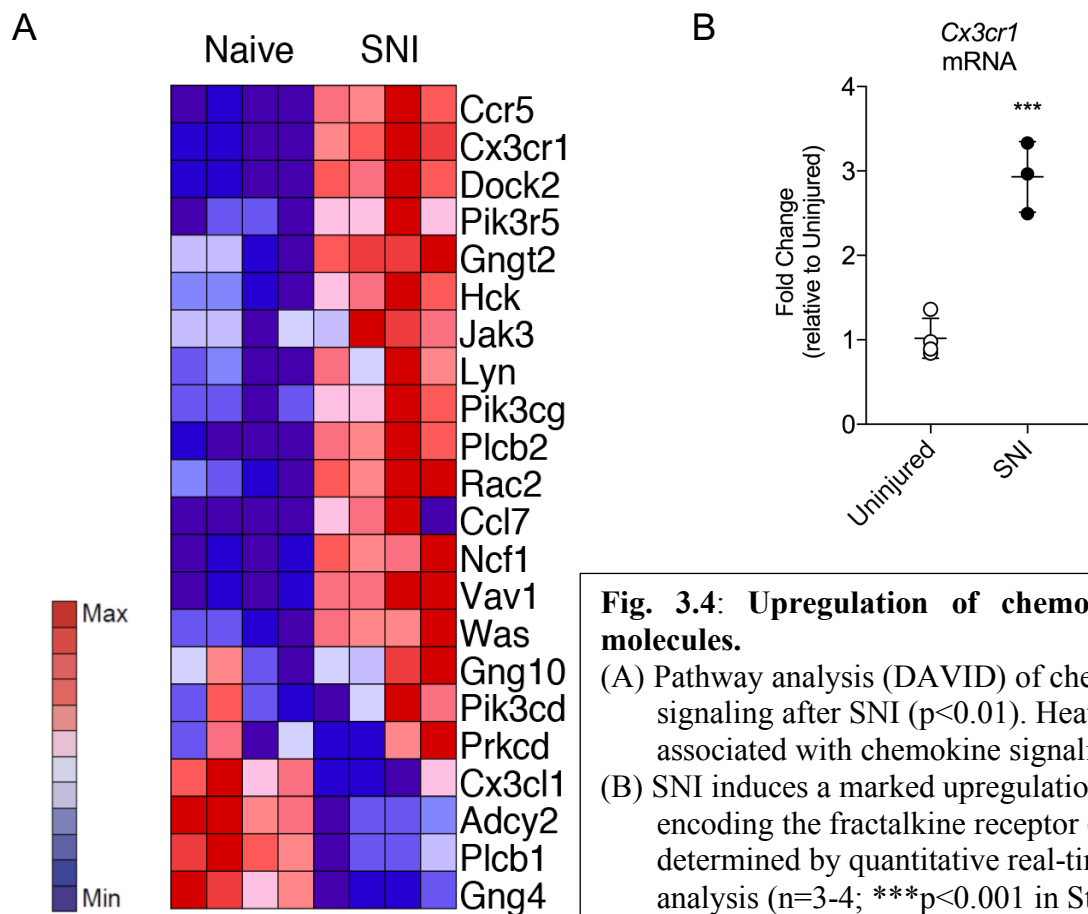 A
Naive SNI
Ccr5
Cx3cr1
Dock2
Pik3r5
Gngt2
Hck
Jak3
Lyn
Pik3cg
Plcb2
Rac2
Ccl7
Ncf1
Vav1
Was
Gng10
Pik3cd
Prkcd
Cx3cl1
Adcy2
Plcb1
Gng4
Max
Min
B
Cx3cr1
mRNA
***
4
3
2
1
0
Fold Change
(relative to Uninjured)
Uninjured
SNI
Fig. 3.4: Upregulation of chemo
molecules.
(A) Pathway analysis (DAVID) of che
signaling after SNI (p<0.01). Hea
associated with chemokine signali
(B) SNI induces a marked upregulation
encoding the fractalkine receptor (
determined by quantitative real-tin
analysis (n=3-4; ***p<0.001 in St